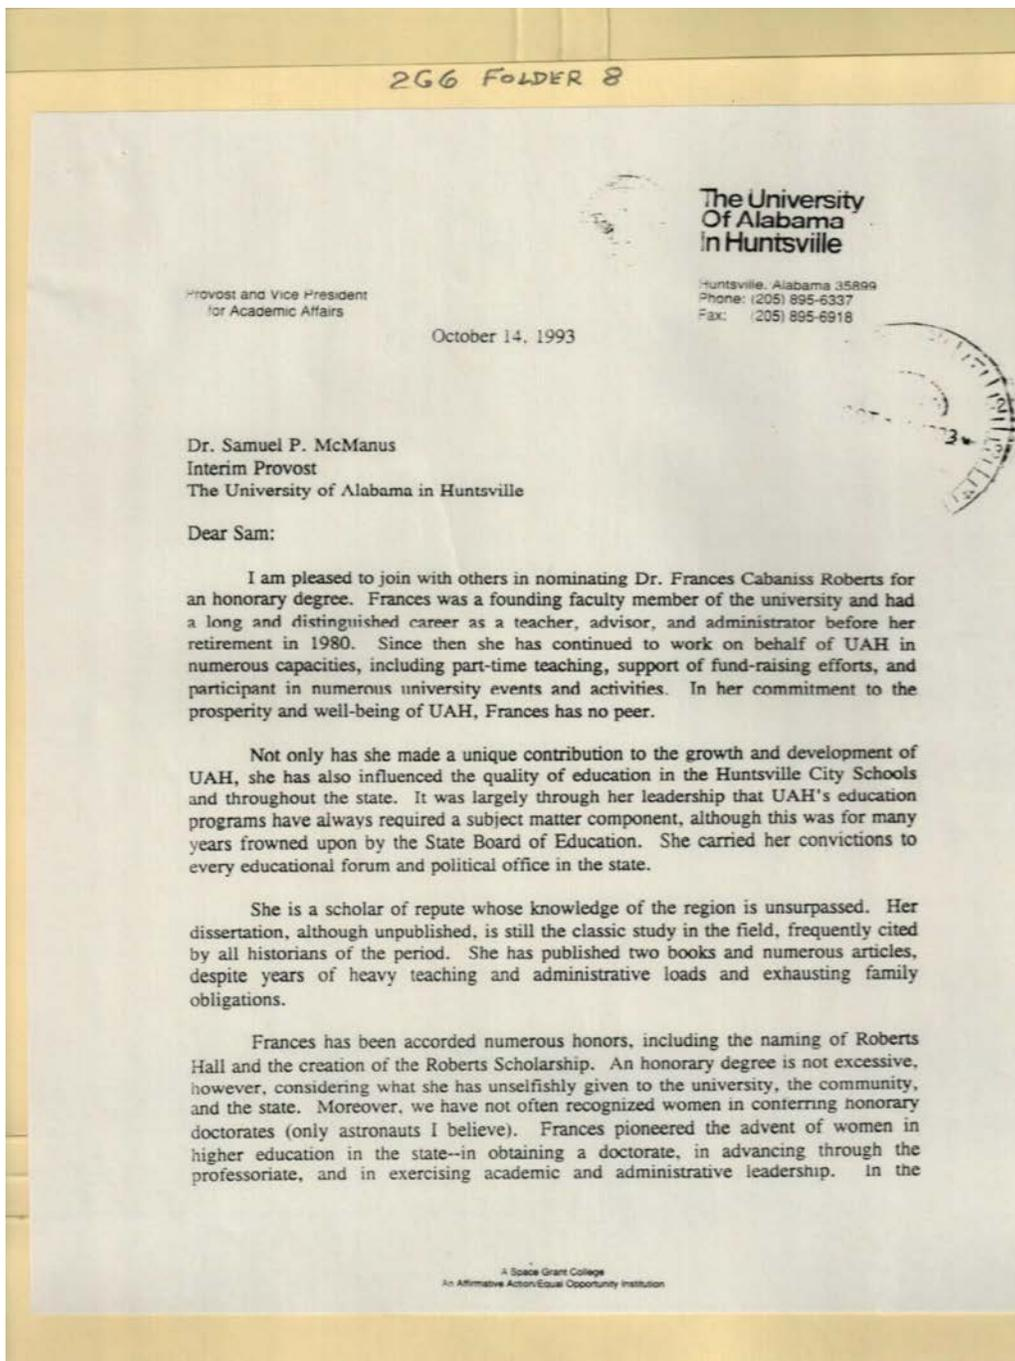 2G6 FOLDER 8
The University
Of Alabama
In Huntsville
Huntsville, Alabama 35899
Phone: (205) 895-6337
Fax: (205) 895-6918
Provost and Vice President
for Academic Affairs
October 14, 1993
Dr. Samuel P. McManus
Interim Provost
The University of Alabama in Huntsville
Dear Sam:
I am pleased to join with others in nominating Dr. Frances Cabaniss Roberts for
an honorary degree. Frances was a founding faculty member of the university and had
a long and distinguished career as a teacher, advisor, and administrator before her
retirement in 1980. Since then she has continued to work on behalf of UAH in
numerous capacities, including part-time teaching, support of fund-raising efforts, and
participant in numerous university events and activities. In her commitment to the
prosperity and well-being of UAH, Frances has no peer.
Not only has she made a unique contribution to the growth and development of
UAH, she has also influenced the quality of education in the Huntsville City Schools
and throughout the state. It was largely through her leadership that UAH's education
programs have always required a subject matter component, although this was for many
years frowned upon by the State Board of Education. She carried her convictions to
every educational forum and political office in the state.
She is a scholar of repute whose knowledge of the region is unsurpassed. Her
dissertation, although unpublished, is still the classic study in the field, frequently cited
by all historians of the period. She has published two books and numerous articles,
despite years of heavy teaching and administrative loads and exhausting family
obligations.
Frances has been accorded numerous honors, including the naming of Roberts
Hall and the creation of the Roberts Scholarship. An honorary degree is not excessive,
however, considering what she has unselfishly given to the university, the community,
and the state. Moreover, we have not often recognized women in conferring honorary
doctorates (only astronauts I believe). Frances pioneered the advent of women in
higher education in the state--in obtaining a doctorate, in advancing through the
professoriate, and in exercising academic and administrative leadership. In the
A Space Grant College
An Affirmative Action/Equal Opportunity Institution